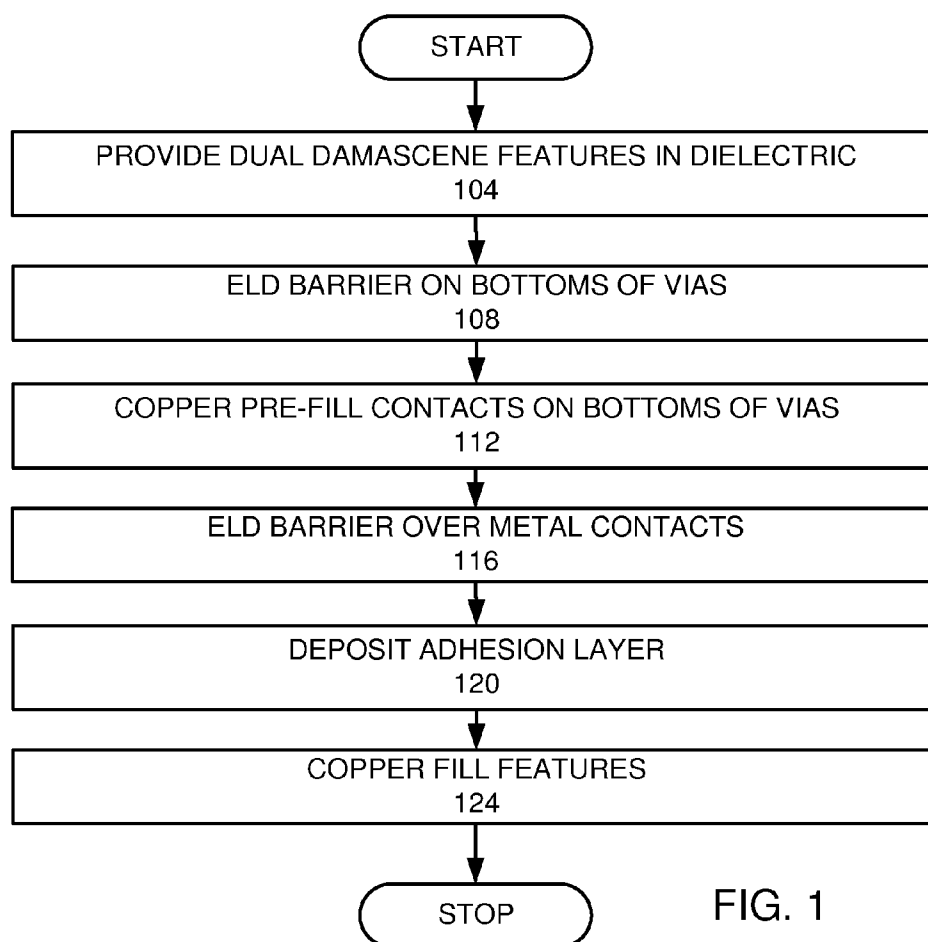 START
PROVIDE DUAL DAMASCENE FEATURES IN DIELECTRIC
104
ELD BARRIER ON BOTTOMS OF VIAS
108
COPPER PRE-FILL CONTACTS ON BOTTOMS OF VIAS
112
ELD BARRIER OVER METAL CONTACTS
116
DEPOSIT ADHESION LAYER
120
COPPER FILL FEATURES
124
STOP
FIG. 1